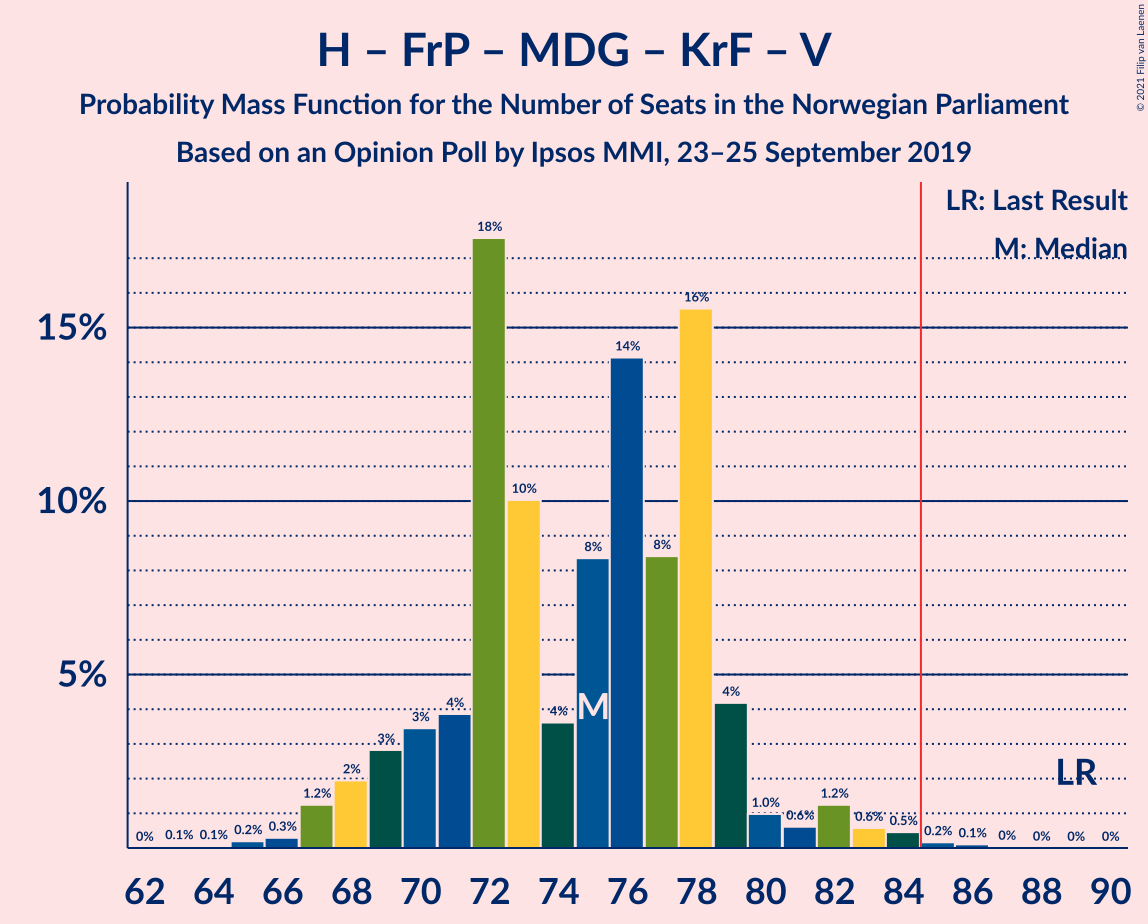 H – FrP – MDG – KrF – V
Probability Mass Function for the Number of Seats in the Norwegian Parliament
Based on an Opinion Poll by Ipsos MMI, 23–25 September 2019
© 2021 Filip van Laenen
LR: Last Result
M: Median
15%
10%
5%
0% 0.1% 0.1% 0.2% 0.3% 1.2% 2% 3% 3% 4% 18% 10% 4% 8% 14% 8% 16% 4% 1.0% 0.6% 1.2% 0.6% 0.5% 0.2% 0.1% 0% 0% 0% 0%
M
LR
62 64 66 68 70 72 74 76 78 80 82 84 86 88 90